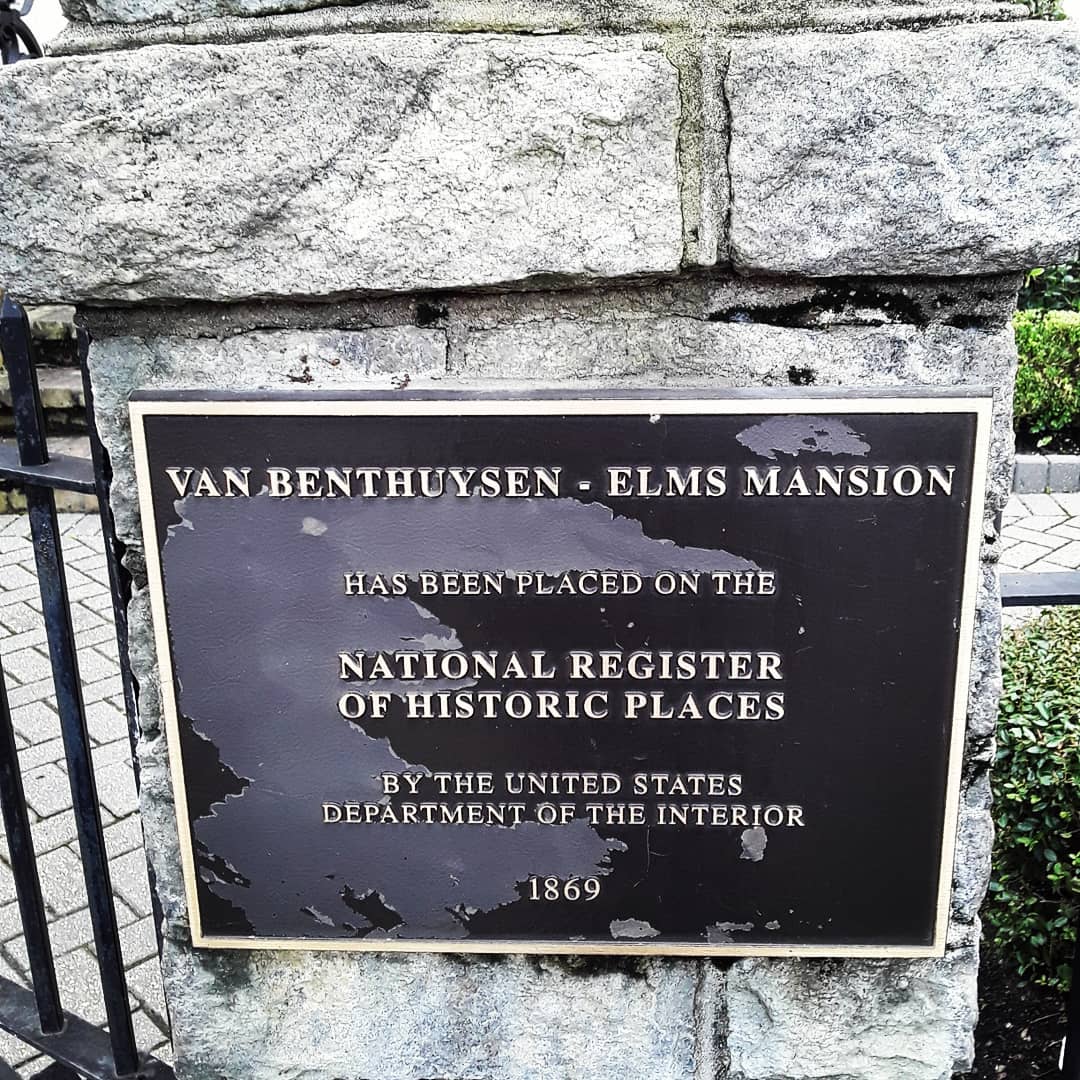 VAN BENTHUYSEN - ELMS MANSION
HAS BEEN PLACED ON THE
NATIONAL REGISTER
OF HISTORIC PLACES
BY THE UNITED STATES
DEPARTMENT OF THE INTERIOR
1869